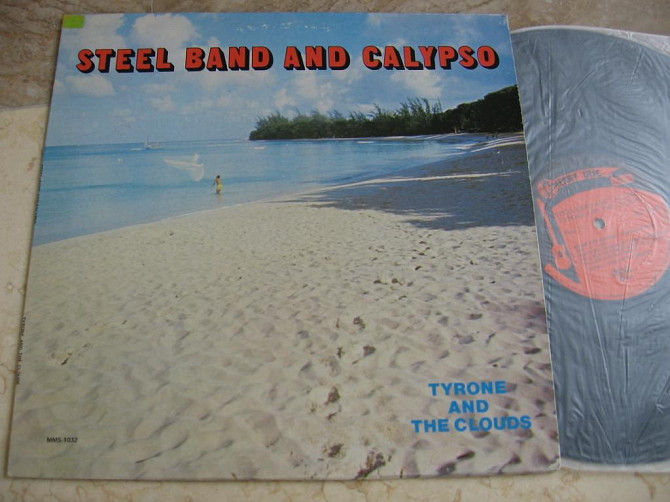 STEEL BAND AND CALYPSO
TYRONE
AND
THE CLOUDS
MMS-1032